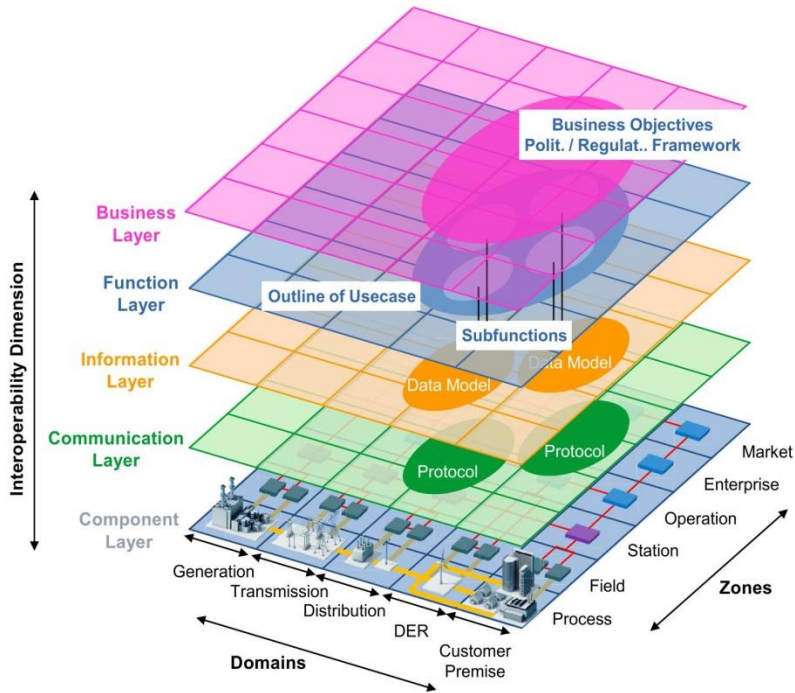 Business Objectives
Polit. / Regulat.. Framework
Business
Layer
Function
Layer
Outline of Usecase
Subfunctions
Information
Layer
Data Model
Data Model
Communication
Layer
Protocol
Protocol
Component
Layer
Interoperability Dimension
Generation
Transmission
Distribution
DER
Customer
Premise
Domains
Market
Enterprise
Operation
Station
Field
Process
Zones